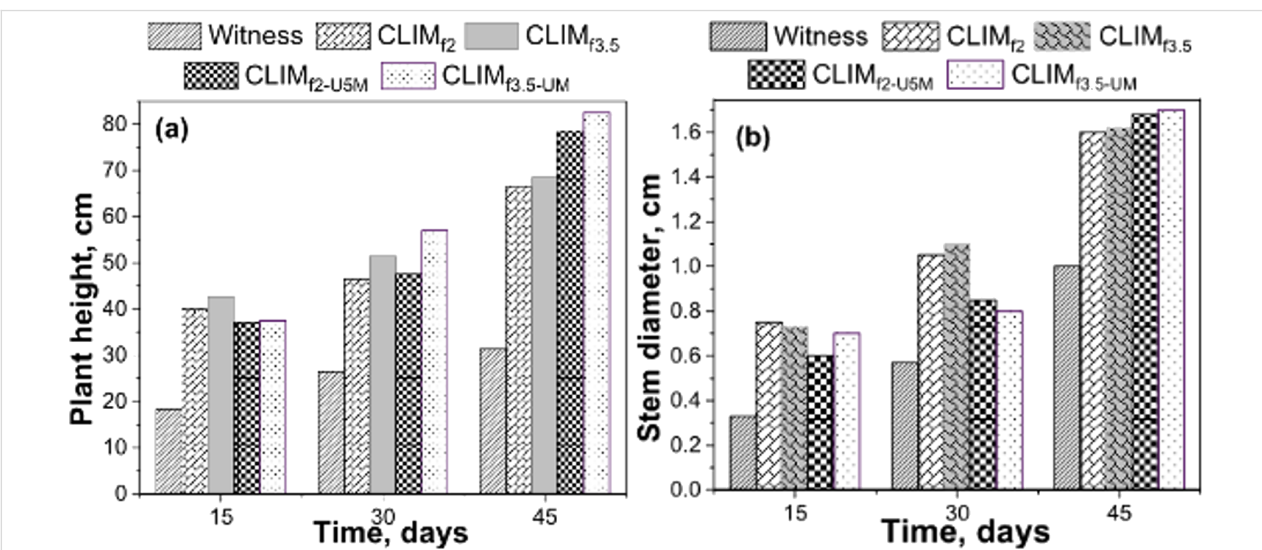 Witness CLIMf2 CLIMf3.5
CLIMf2-U5M CLIMf3.5-UM
(a)
Plant height, cm
80
70
60
50
40
30
20
10
0
15 30 45
Time, days
Witness CLIMf2 CLIMf3.5
CLIMf2-U5M CLIMf3.5-UM
(b)
Stem diameter, cm
1.6
1.4
1.2
1.0
0.8
0.6
0.4
0.2
0.0
15 30 45
Time, days